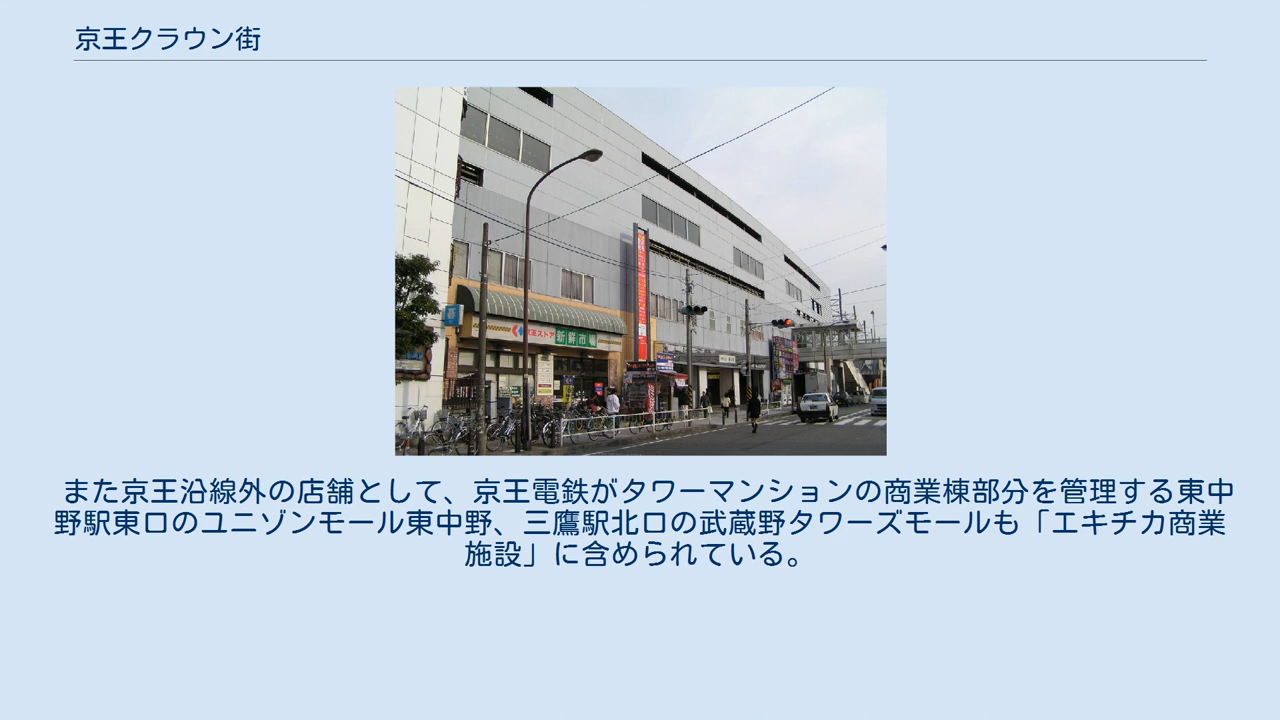 京王クラウン街
京王ストア 新鮮市場
また京王沿線外の店舗として、京王電鉄がタワーマンションの商業棟部分を管理する東中
野駅東口のユニゾンモール東中野、三鷹駅北口の武蔵野タワーズモールも「エキチカ商業
施設」に含められている。